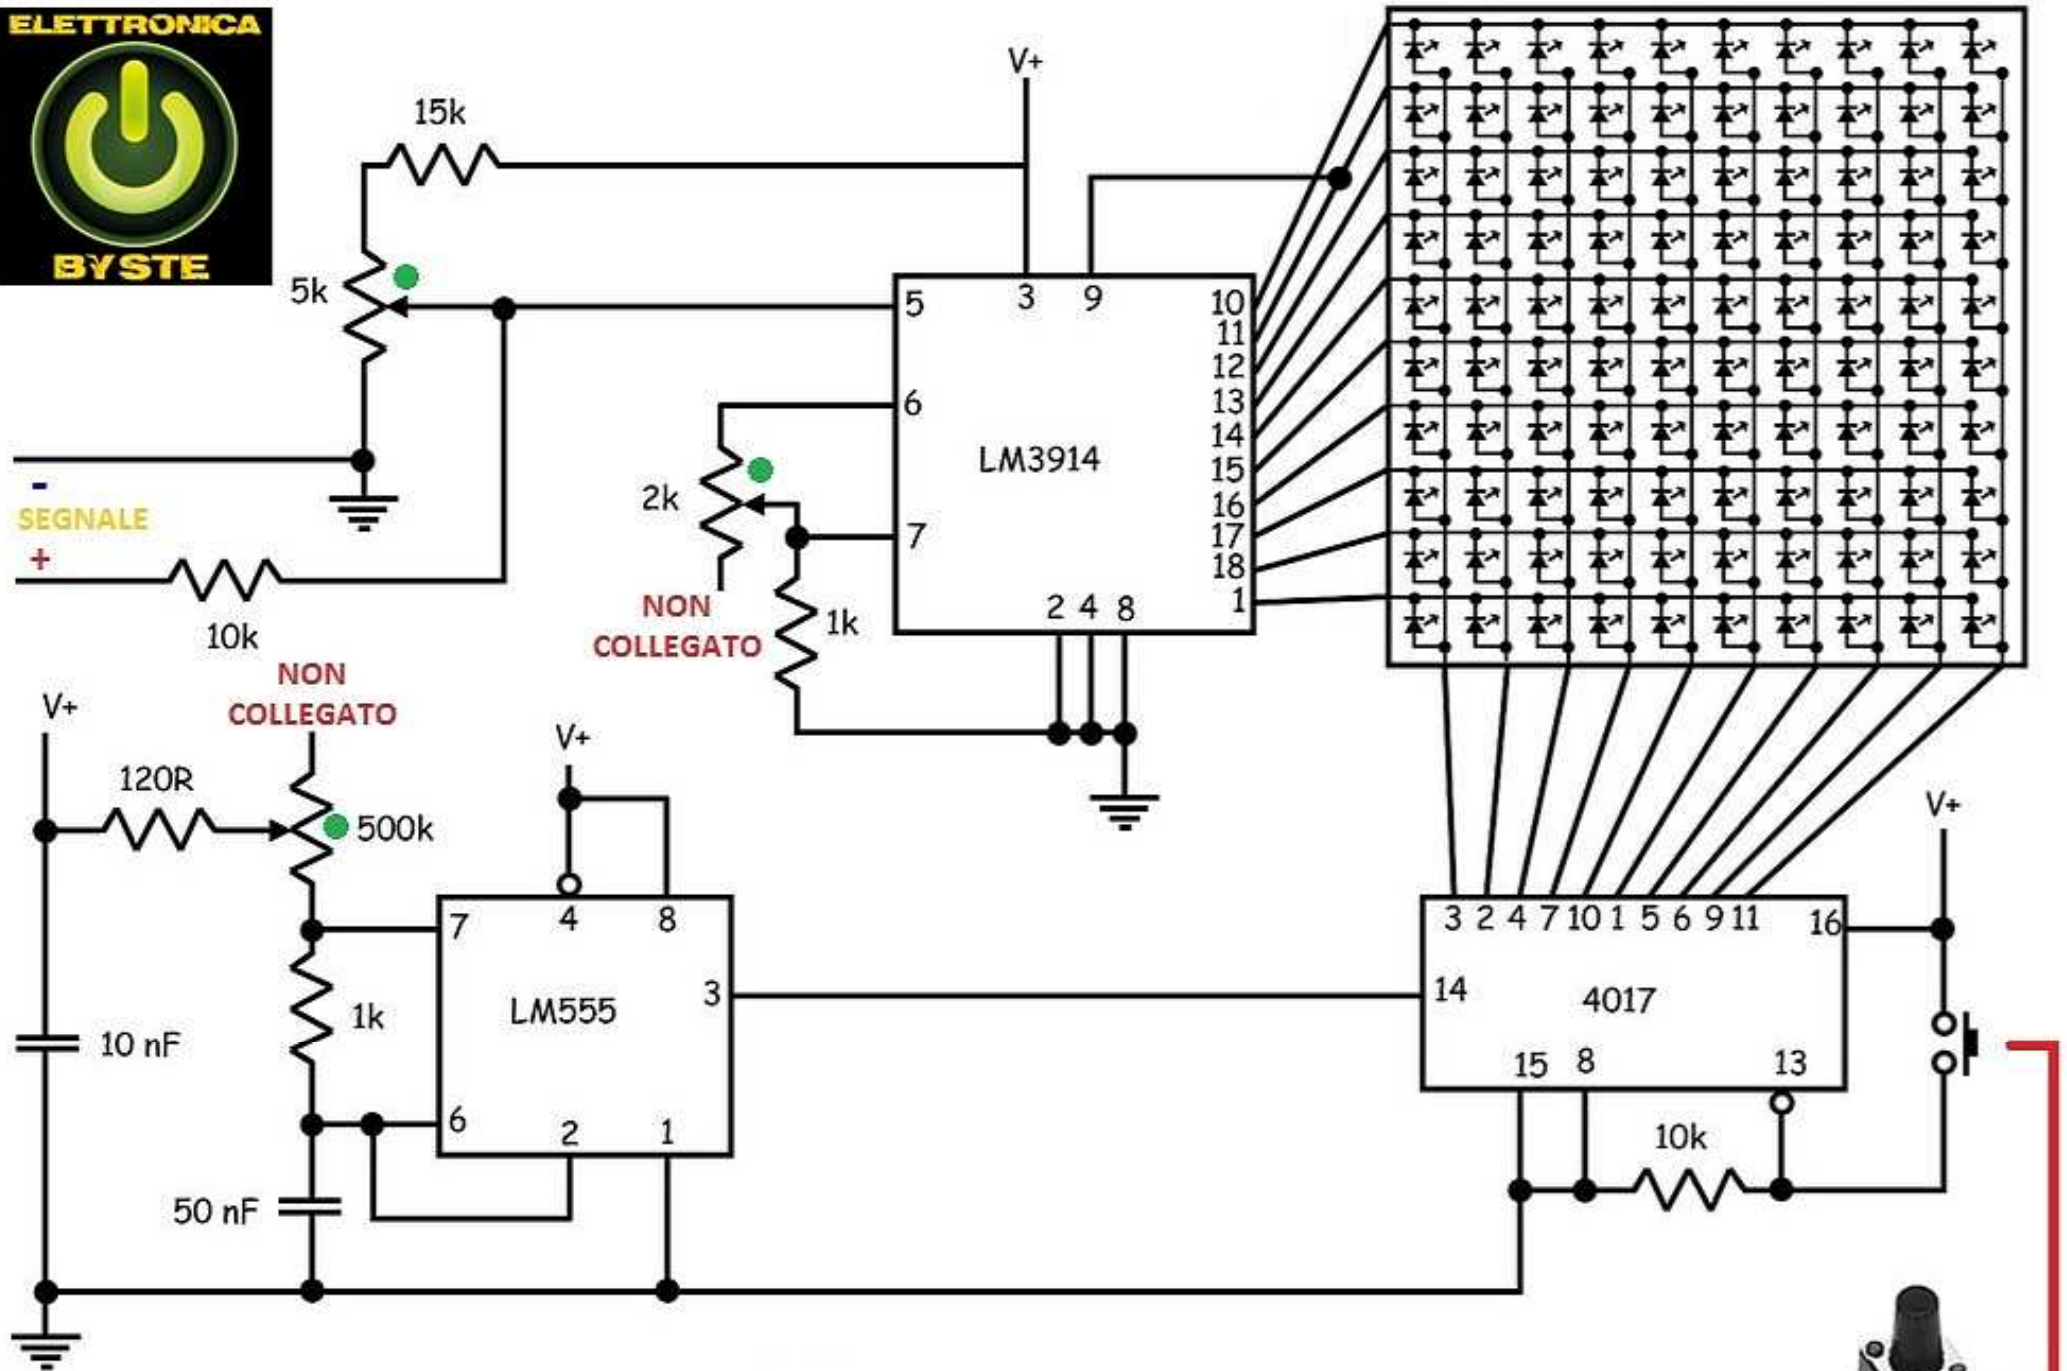 ELETTRONICA
BYSTE
15k
V+
5k
5
3
9
10
11
12
13
14
15
16
17
18
1
6
7
LM3914
2k
-
SEGNALE
+
10k
NON
COLLEGATO
1k
2 4 8
NON
COLLEGATO
V+
120R
500k
V+
7
4
8
LM555
3
1k
10 nF
6
2
1
50 nF
V+
3 2 4 7 10 1 5 6 9 11
16
14
4017
15
8
13
10k